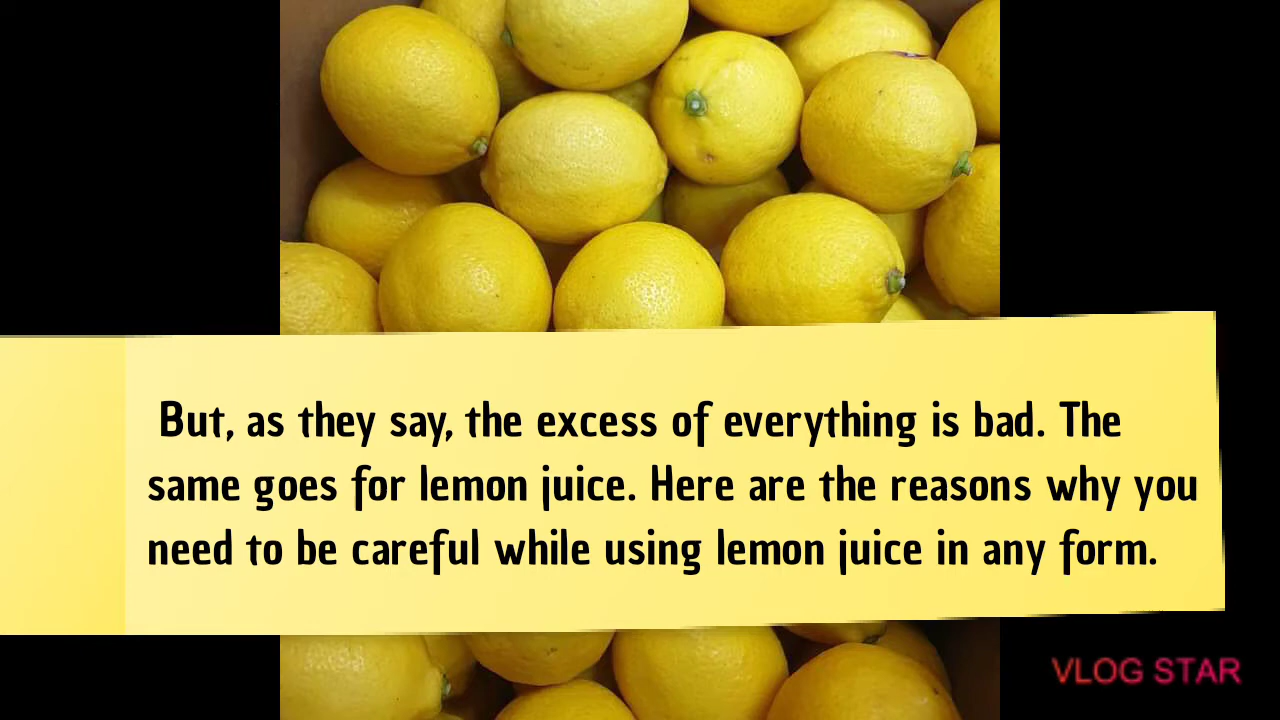 But, as they say, the excess of everything is bad. The
same goes for lemon juice. Here are the reasons why you
need to be careful while using lemon juice in any form.
VLOG STAR